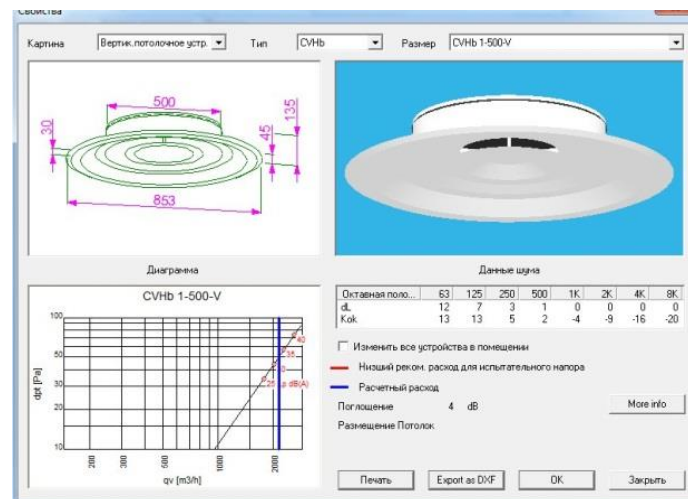 Свойства
Картина Вертик.потолочное устр. Тип CVHb Размер CVHb 1-500-V
500
135
30
45
853
Диаграмма
Данные шума
CVHb 1-500-V
100
50
30
20
10
dpt [Pa]
40
35
25
p dB(A)
200 300 500 1000 2000
qv [m3/h]
Октавная поло... 63 125 250 500 1K 2K 4K 8K
dL 12 7 3 1 0 0 0 0
Kok 13 13 5 2 -4 -9 -16 -20
Изменить все устройства в помещении
Низший реком. расход для испытательного напора
Расчетный расход
Поглощение 4 dB
More info
Размещение Потолок
Печать Export as DXF OK Закрыть